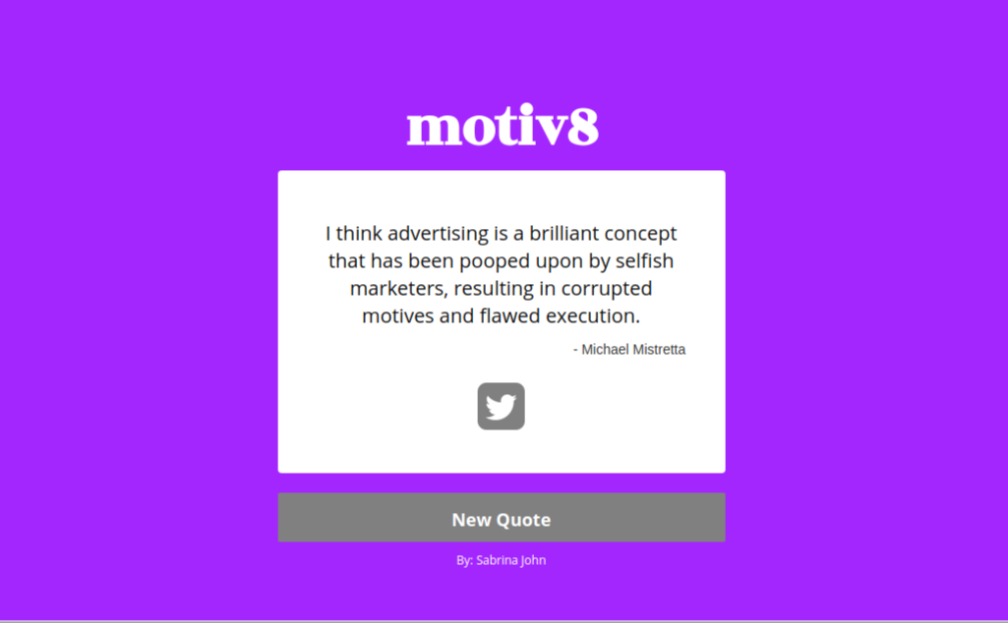 motiv8
I think advertising is a brilliant concept
that has been pooped upon by selfish
marketers, resulting in corrupted
motives and flawed execution.
- Michael Mistretta
New Quote
By: Sabrina John